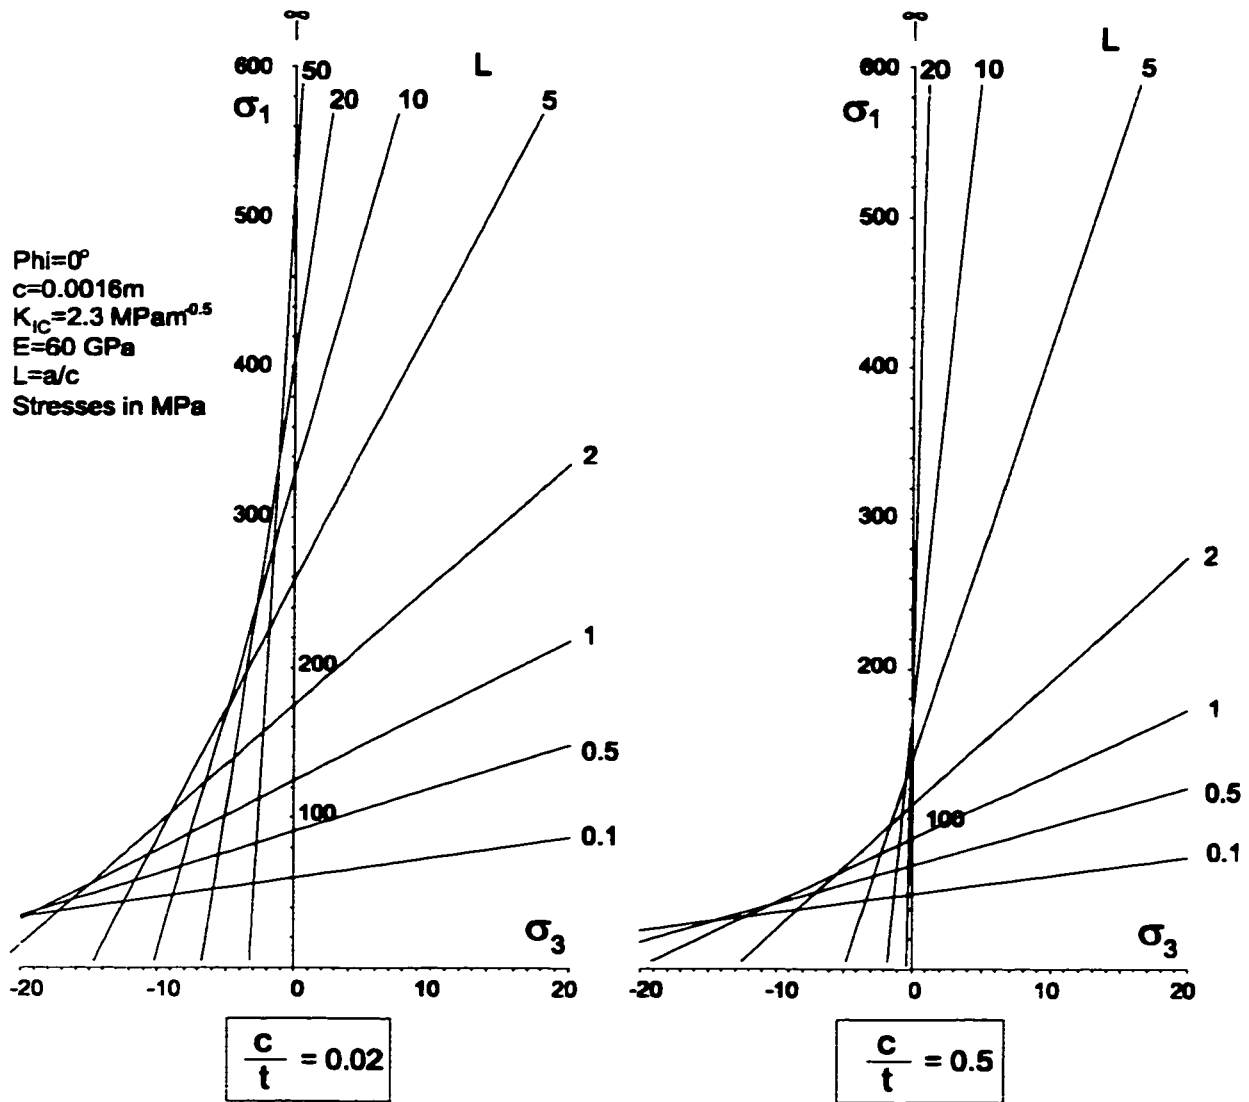 ∞
600
50
L
σ1
20
10
5
500
Phi=0°
c=0.0016m
KIC=2.3 MPam-0.5
E=60 GPa
L=a/c
Stresses in MPa
400
300
2
200
1
0.5
100
0.1
σ3
-20
-10
0
10
20
c/t = 0.02
∞
L
600
20
10
5
σ1
500
400
300
2
200
1
0.5
100
0.1
σ3
-20
-10
0
10
20
c/t = 0.5